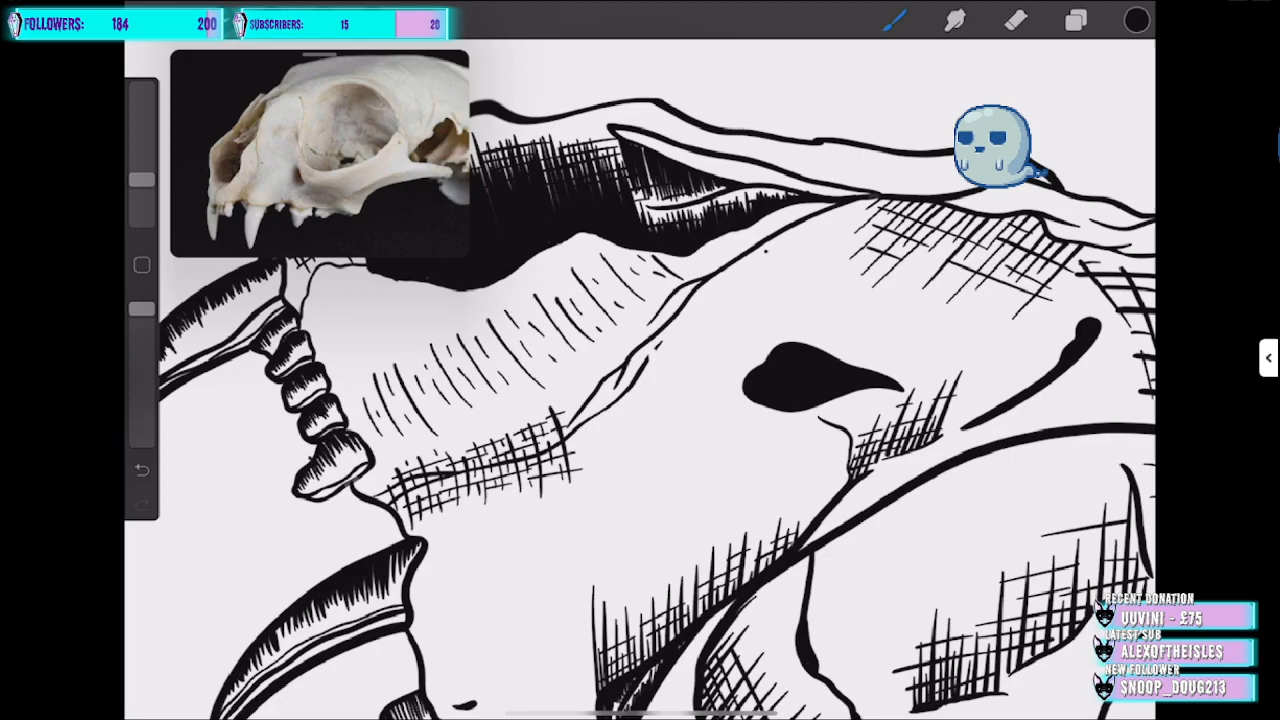 FOLLOWERS: 184 200
SUBSCRIBERS: 15 20
RECENT DONATION
UUVINI - £75
LATEST SUB
ALEXOFTHEISLES
NEW FOLLOWER
SNOOP_DOUG213